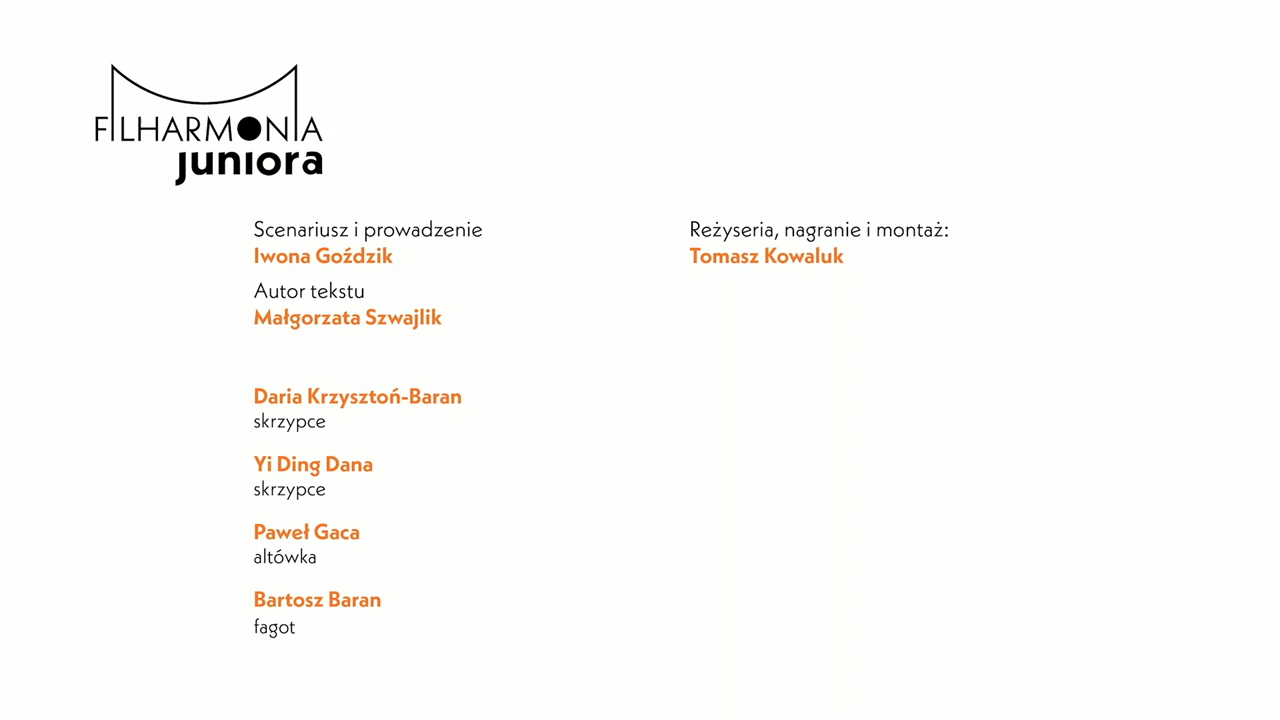 FILHARMONIA
juniora
Scenariusz i prowadzenie
Iwona Goździk
Autor tekstu
Małgorzata Szwajlik
Daria Krzysztoń-Baran
skrzypce
Yi Ding Dana
skrzypce
Paweł Gaca
altówka
Bartosz Baran
fagot
Reżyseria, nagranie i montaż:
Tomasz Kowaluk